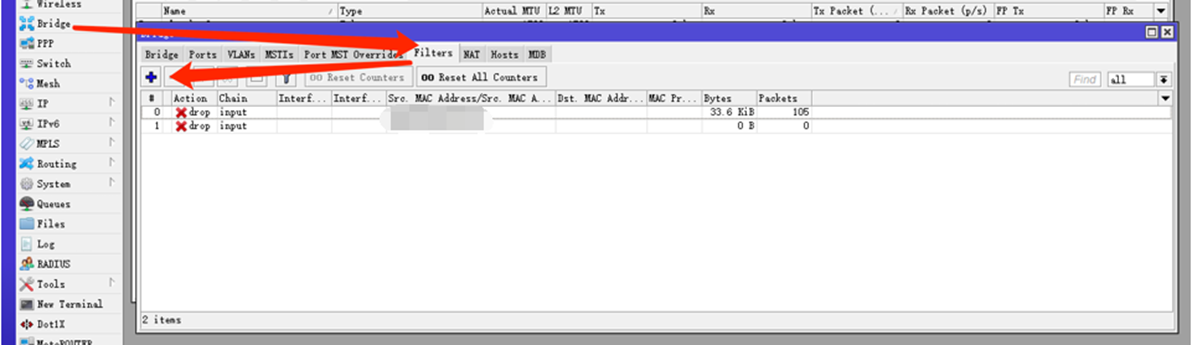 Wireless
Name / Type Actual MTU L2 MTU Tx Rx Tx Packet (... / Rx Packet (p/s) FP Tx FP Rx
Bridge
PPP
Switch
Mesh
IP
IPv6
MPLS
Routing
System
Queues
Files
Log
RADIUS
Tools
New Terminal
Dot1X
MetaROUTER
Bridge Ports VLANs MSTIs Port MST Overrides Filters NAT Hosts MDB
00 Reset Counters 00 Reset All Counters Find all
# Action Chain Interf... Interf... Src. MAC Address/Src. MAC A... Dst. MAC Addr... MAC Pr... Bytes Packets
0 drop input 33.6 KiB 105
1 drop input 0 B 0
2 items